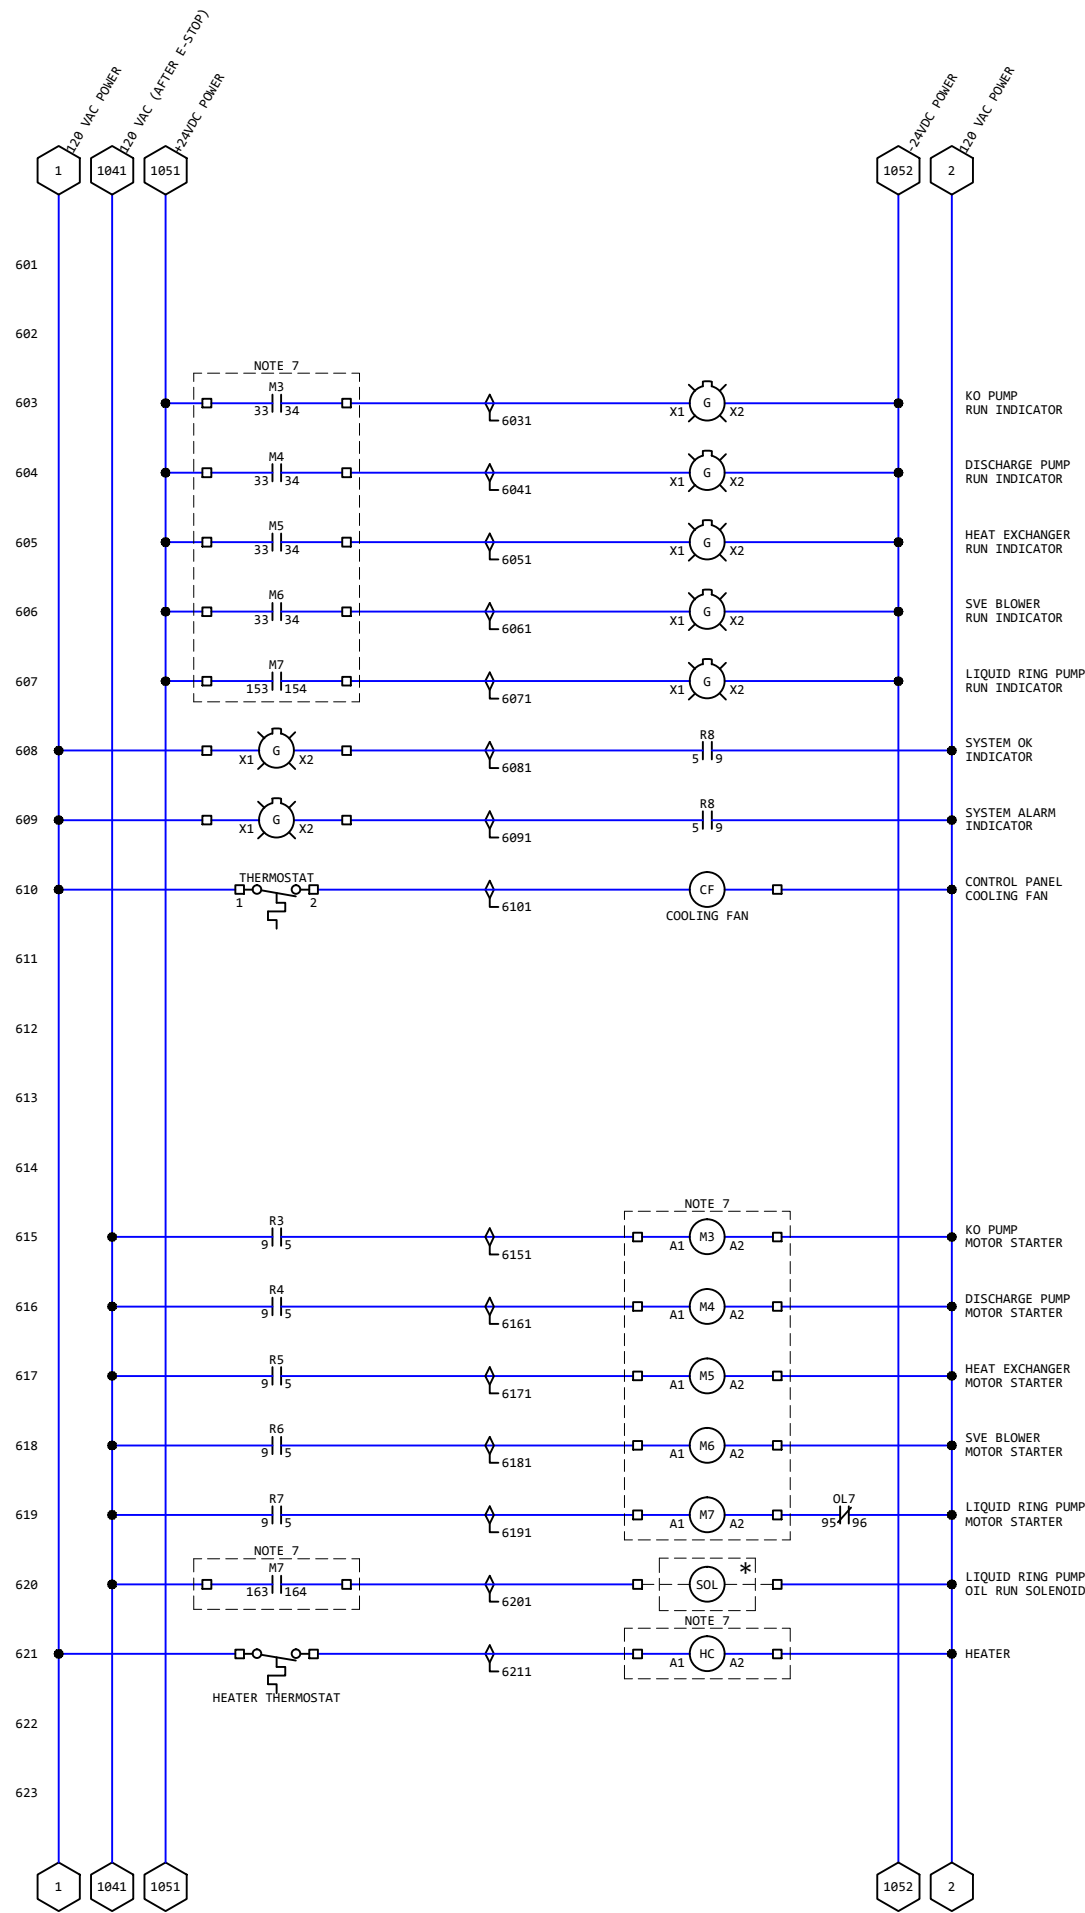 120 VAC POWER
120 VAC (AFTER E-STOP)
+24VDC POWER
-24VDC POWER
120 VAC POWER
1 1041 1051 1052 2
601
602
NOTE 7
M3
603 33 34 6031 X1 G X2 KO PUMP
RUN INDICATOR
M4
604 33 34 6041 X1 G X2 DISCHARGE PUMP
RUN INDICATOR
M5
605 33 34 6051 X1 G X2 HEAT EXCHANGER
RUN INDICATOR
M6
606 33 34 6061 X1 G X2 SVE BLOWER
RUN INDICATOR
M7
607 153 154 6071 X1 G X2 LIQUID RING PUMP
RUN INDICATOR
R8
608 X1 G X2 6081 5 9 SYSTEM OK
INDICATOR
R8
609 X1 G X2 6091 5 9 SYSTEM ALARM
INDICATOR
THERMOSTAT
610 1 2 6101 CF CONTROL PANEL
COOLING FAN COOLING FAN
611
612
613
614
NOTE 7
R3
615 9 5 6151 A1 M3 A2 KO PUMP
MOTOR STARTER
R4
616 9 5 6161 A1 M4 A2 DISCHARGE PUMP
MOTOR STARTER
R5
617 9 5 6171 A1 M5 A2 HEAT EXCHANGER
MOTOR STARTER
R6
618 9 5 6181 A1 M6 A2 SVE BLOWER
MOTOR STARTER
R7 OL7
619 9 5 6191 A1 M7 A2 95 96 LIQUID RING PUMP
MOTOR STARTER
NOTE 7
M7 *
620 163 164 6201 SOL LIQUID RING PUMP
OIL RUN SOLENOID
NOTE 7
621 6211 A1 HC A2 HEATER
HEATER THERMOSTAT
622
623
1 1041 1051 1052 2